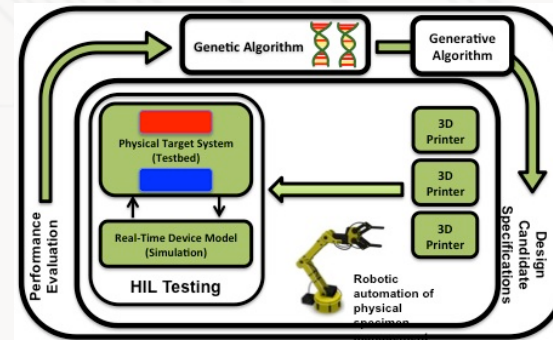 Genetic Algorithm
Generative
Algorithm
Physical Target System
(Testbed)
Real-Time Device Model
(Simulation)
HIL Testing
3D
Printer
3D
Printer
3D
Printer
Performance
Evaluation
Design
Candidate
Specifications
Robotic
automation of
physical
specimen